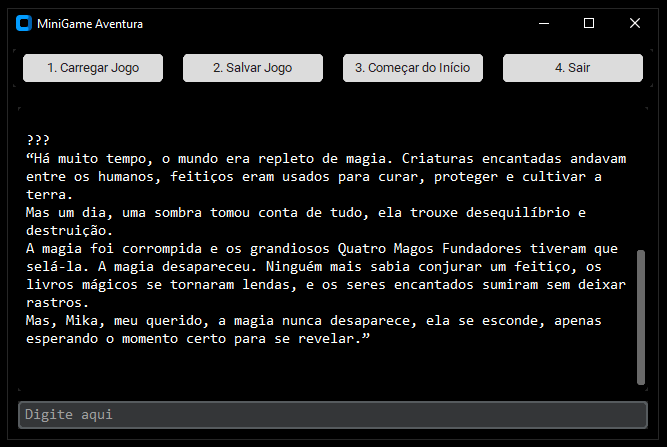 MiniGame Aventura
1. Carregar Jogo
2. Salvar Jogo
3. Começar do Início
4. Sair
???
“Há muito tempo, o mundo era repleto de magia. Criaturas encantadas andavam
entre os humanos, feitiços eram usados para curar, proteger e cultivar a
terra.
Mas um dia, uma sombra tomou conta de tudo, ela trouxe desequilíbrio e
destruição.
A magia foi corrompida e os grandiosos Quatro Magos Fundadores tiveram que
selá-la. A magia desapareceu. Ninguém mais sabia conjurar um feitiço, os
livros mágicos se tornaram lendas, e os seres encantados sumiram sem deixar
rastros.
Mas, Mika, meu querido, a magia nunca desaparece, ela se esconde, apenas
esperando o momento certo para se revelar.”
Digite aqui